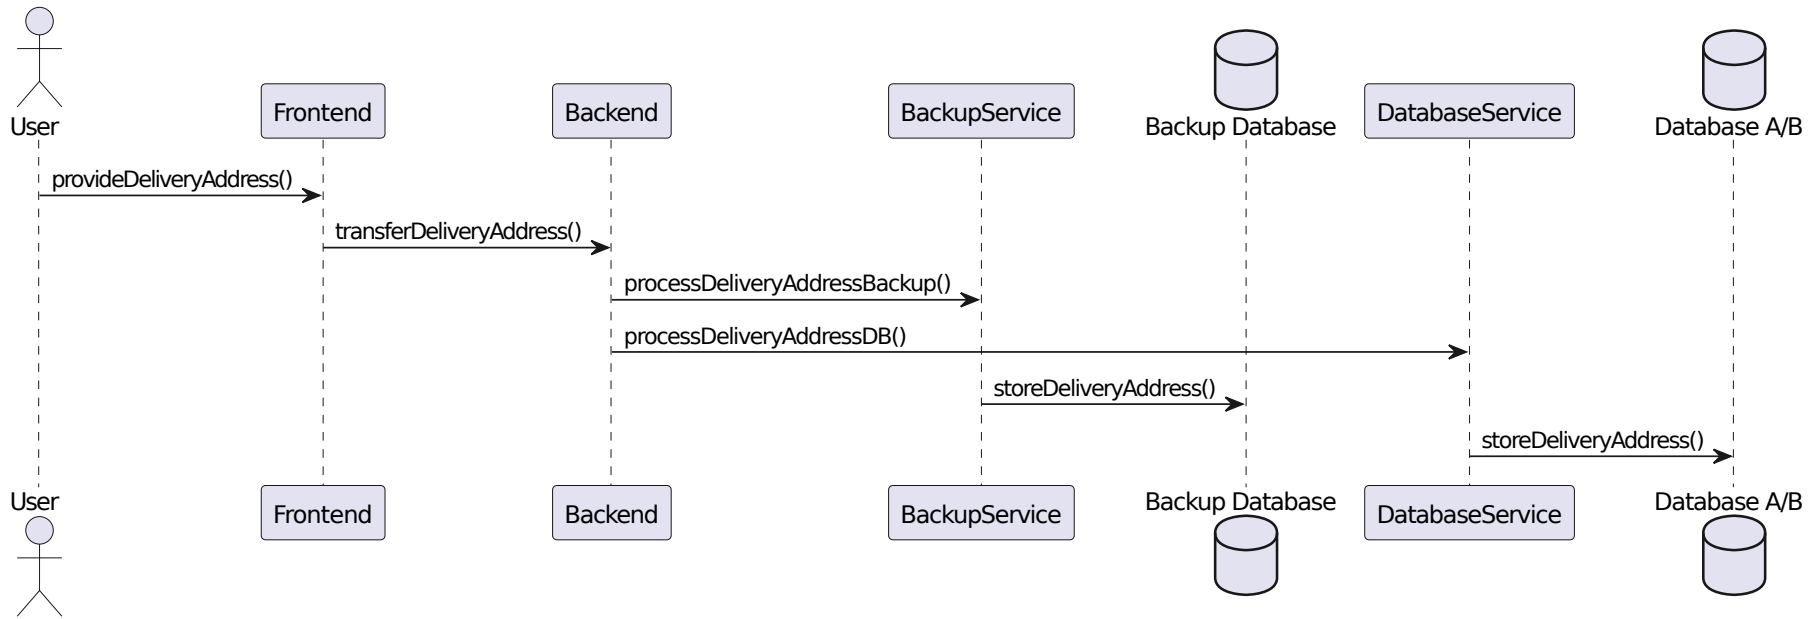 User
Frontend
Backend
BackupService
Backup Database
DatabaseService
Database A/B
provideDeliveryAddress()
transferDeliveryAddress()
processDeliveryAddressBackup()
processDeliveryAddressDB()
storeDeliveryAddress()
storeDeliveryAddress()
User
Frontend
Backend
BackupService
Backup Database
DatabaseService
Database A/B